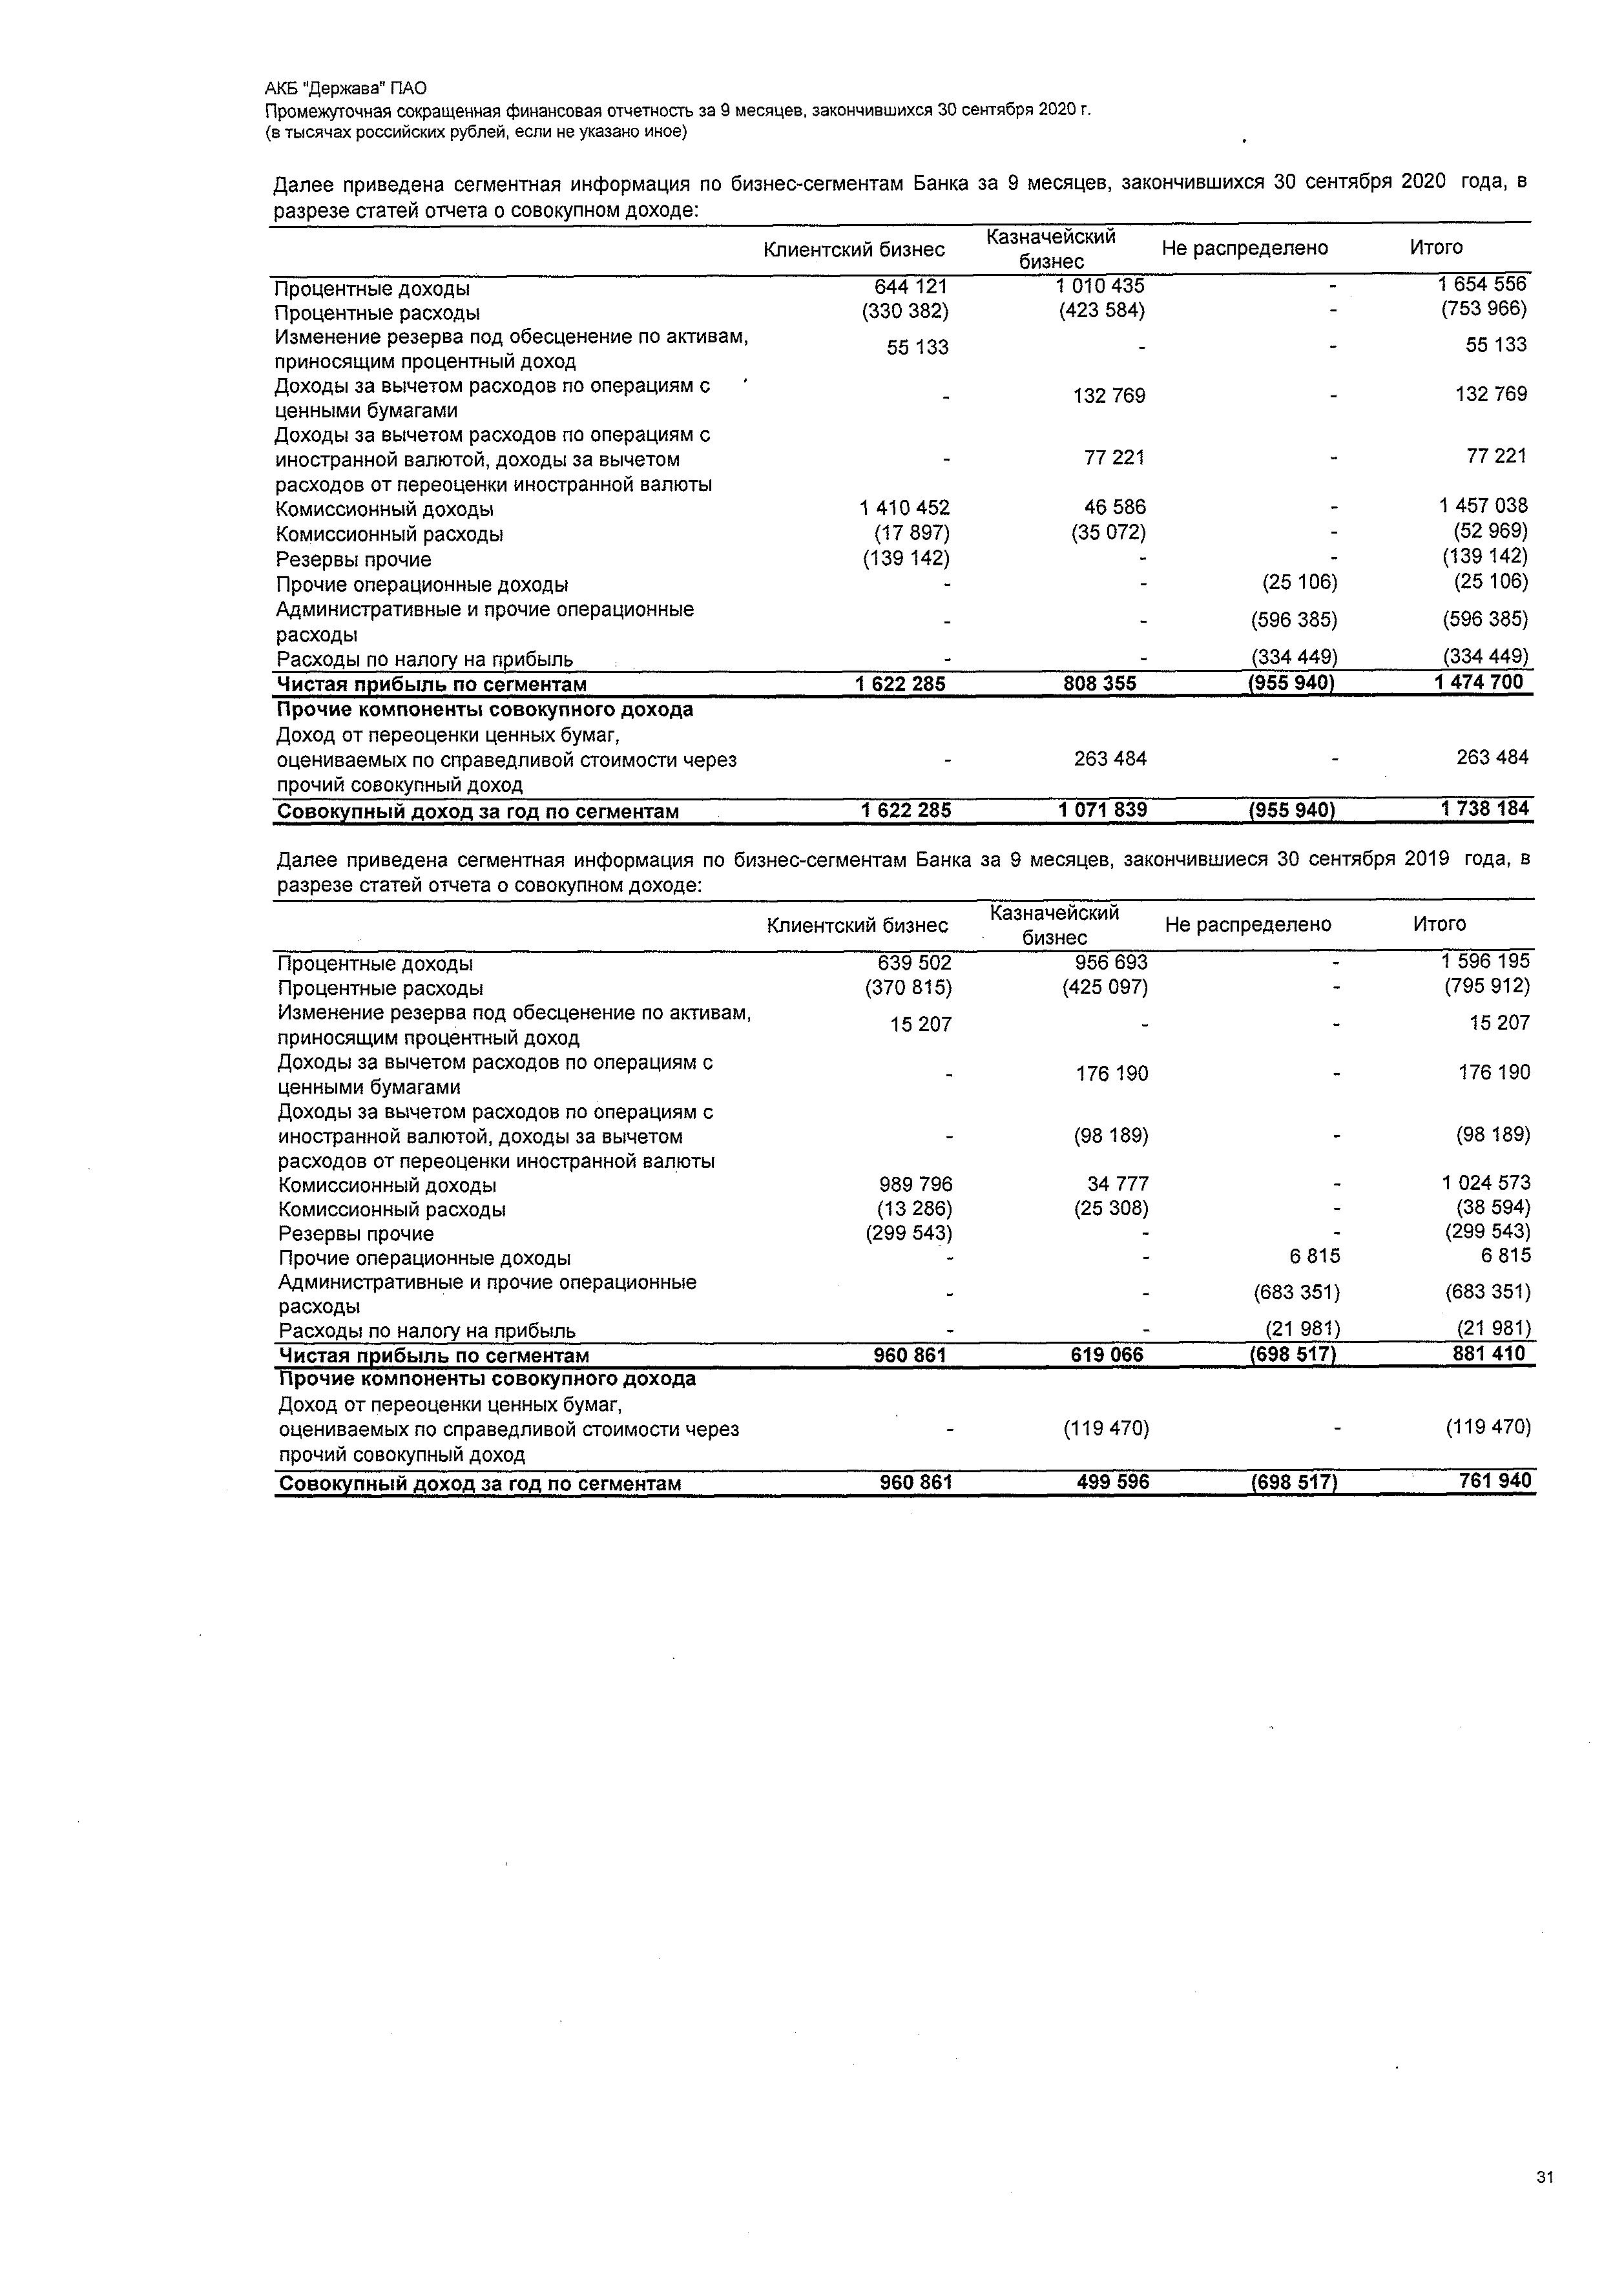 АКБ "Держава" ПАО
Промежуточная сокращенная финансовая отчетность за 9 месяцев, закончившихся 30 сентября 2020 г.
(в тысячах российских рублей, если не указано иное)
Далее приведена сегментная информация по бизнес-сегментам Банка за 9 месяцев, закончившихся 30 сентября 2020 года, в
разрезе статей отчета о совокупном доходе:
Клиентский бизнес Казначейский бизнес Не распределено Итого
Процентные доходы 644 121 1 010 435 - 1 654 556
Процентные расходы (330 382) (423 584) - (753 966)
Изменение резерва под обесценение по активам,
приносящим процентный доход 55 133 - - 55 133
Доходы за вычетом расходов по операциям с
ценными бумагами - 132 769 - 132 769
Доходы за вычетом расходов по операциям с
иностранной валютой, доходы за вычетом - 77 221 - 77 221
расходов от переоценки иностранной валюты
Комиссионный доходы 1 410 452 46 586 - 1 457 038
Комиссионный расходы (17 897) (35 072) - (52 969)
Резервы прочие (139 142) - - (139 142)
Прочие операционные доходы - - (25 106) (25 106)
Административные и прочие операционные
расходы - - (596 385) (596 385)
Расходы по налогу на прибыль - - (334 449) (334 449)
Чистая прибыль по сегментам 1 622 285 808 355 (955 940) 1 474 700
Прочие компоненты совокупного дохода
Доход от переоценки ценных бумаг,
оцениваемых по справедливой стоимости через - 263 484 - 263 484
прочий совокупный доход
Совокупный доход за год по сегментам 1 622 285 1 071 839 (955 940) 1 738 184
Далее приведена сегментная информация по бизнес-сегментам Банка за 9 месяцев, закончившиеся 30 сентября 2019 года, в
разрезе статей отчета о совокупном доходе:
Клиентский бизнес Казначейский бизнес Не распределено Итого
Процентные доходы 639 502 956 693 - 1 596 195
Процентные расходы (370 815) (425 097) - (795 912)
Изменение резерва под обесценение по активам,
приносящим процентный доход 15 207 - - 15 207
Доходы за вычетом расходов по операциям с
ценными бумагами - 176 190 - 176 190
Доходы за вычетом расходов по операциям с
иностранной валютой, доходы за вычетом - (98 189) - (98 189)
расходов от переоценки иностранной валюты
Комиссионный доходы 989 796 34 777 - 1 024 573
Комиссионный расходы (13 286) (25 308) - (38 594)
Резервы прочие (299 543) - - (299 543)
Прочие операционные доходы - - 6 815 6 815
Административные и прочие операционные
расходы - - (683 351) (683 351)
Расходы по налогу на прибыль - - (21 981) (21 981)
Чистая прибыль по сегментам 960 861 619 066 (698 517) 881 410
Прочие компоненты совокупного дохода
Доход от переоценки ценных бумаг,
оцениваемых по справедливой стоимости через - (119 470) - (119 470)
прочий совокупный доход
Совокупный доход за год по сегментам 960 861 499 596 (698 517) 761 940
31